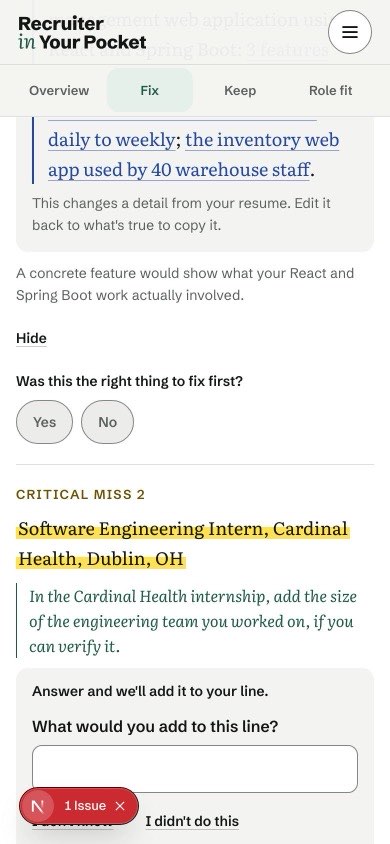 Recruiter
in Your Pocket
Overview
Fix
Keep
Role fit
daily to weekly; the inventory web
app used by 40 warehouse staff.
This changes a detail from your resume. Edit it
back to what's true to copy it.
A concrete feature would show what your React and
Spring Boot work actually involved.
Hide
Was this the right thing to fix first?
Yes
No
CRITICAL MISS 2
Software Engineering Intern, Cardinal
Health, Dublin, OH
In the Cardinal Health internship, add the size
of the engineering team you worked on, if you
can verify it.
Answer and we'll add it to your line.
What would you add to this line?
N
1 Issue
I didn't do this